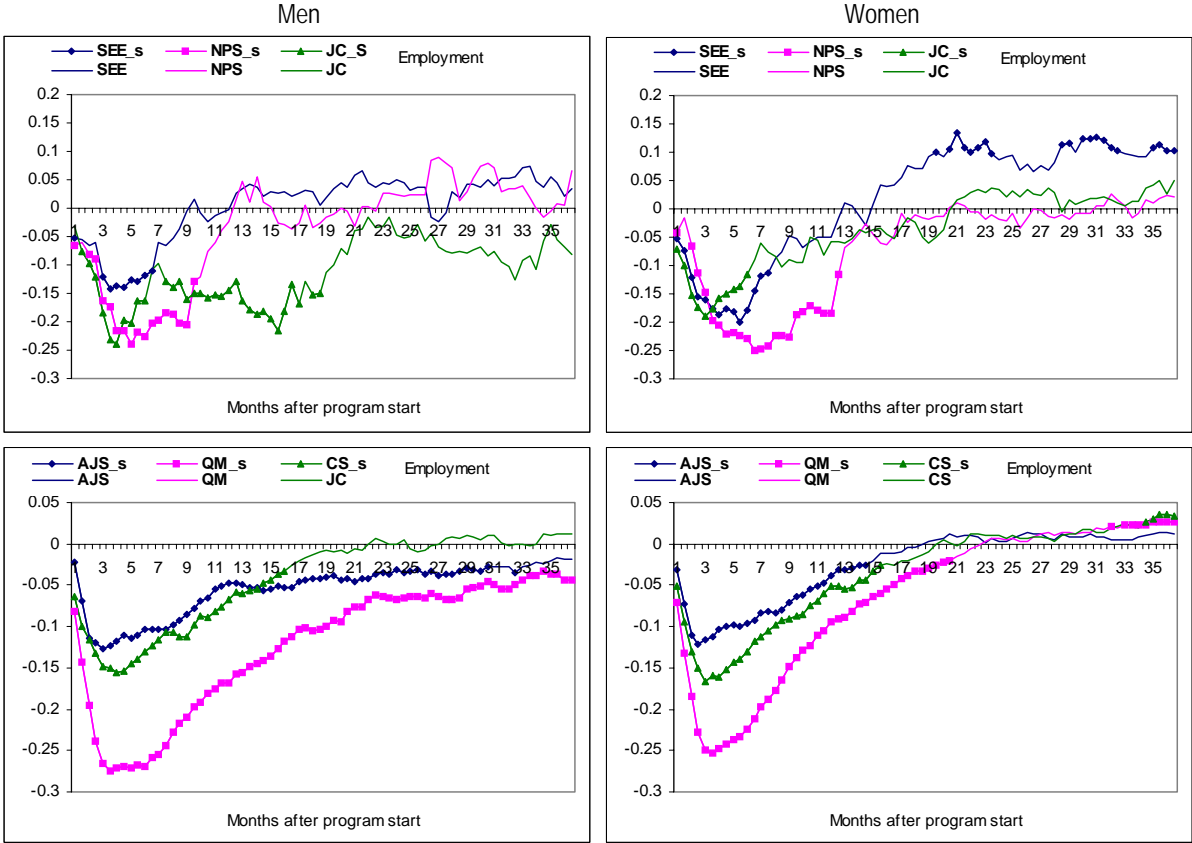 Men
Women
SEE_s NPS_s JC_S
SEE NPS JC
Employment
0.2
0.15
0.1
0.05
0
-0.05
-0.1
-0.15
-0.2
-0.25
-0.3
1 3 5 7 9 11 13 15 17 19 21 23 25 27 29 31 33 35
Months after program start
SEE_s NPS_s JC_s
SEE NPS JC
Employment
0.2
0.15
0.1
0.05
0
-0.05
-0.1
-0.15
-0.2
-0.25
-0.3
1 3 5 7 9 11 13 15 17 19 21 23 25 27 29 31 33 35
Months after program start
AJS_s QM_s CS_s
AJS QM JC
Employment
0.05
0
-0.05
-0.1
-0.15
-0.2
-0.25
-0.3
1 3 5 7 9 11 13 15 17 19 21 23 25 27 29 31 33 35
Months after program start
AJS_s QM_s CS_s
AJS QM CS
Employment
0.05
0
-0.05
-0.1
-0.15
-0.2
-0.25
-0.3
1 3 5 7 9 11 13 15 17 19 21 23 25 27 29 31 33 35
Months after program start